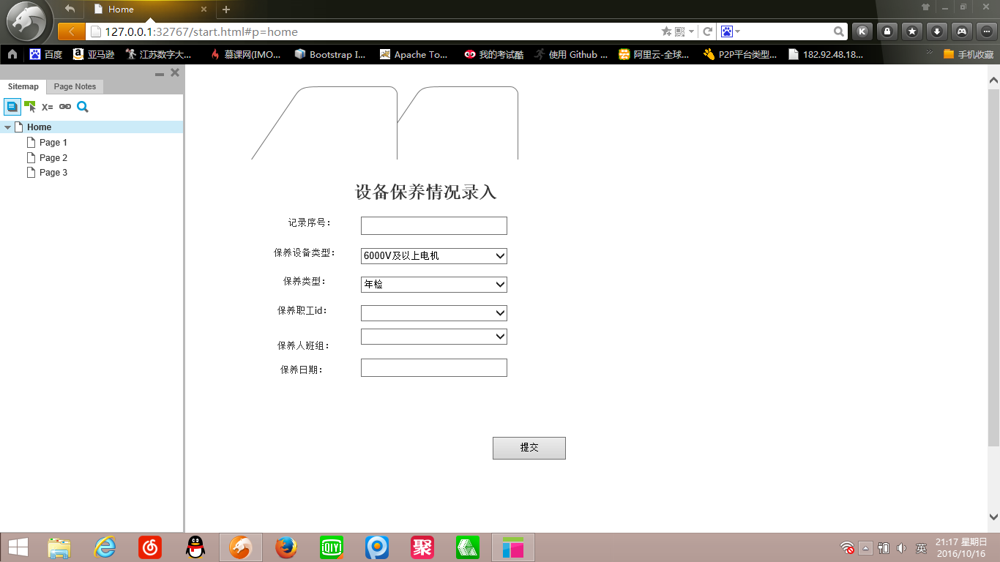 Home
127.0.0.1:32767/start.html#p=home
百度
亚马逊
江苏数字大...
慕课网(IMO...
Bootstrap I...
Apache To...
我的考试酷
使用 Github ...
阿里云-全球...
P2P平台类型...
182.92.48.18...
手机收藏
Sitemap
Page Notes
X=
Home
Page 1
Page 2
Page 3
设备保养情况录入
记录序号：
保养设备类型：
6000V及以上电机
保养类型：
年检
保养职工id：
保养人班组：
保养日期：
提交
QIYI
聚
英
21:17 星期日
2016/10/16